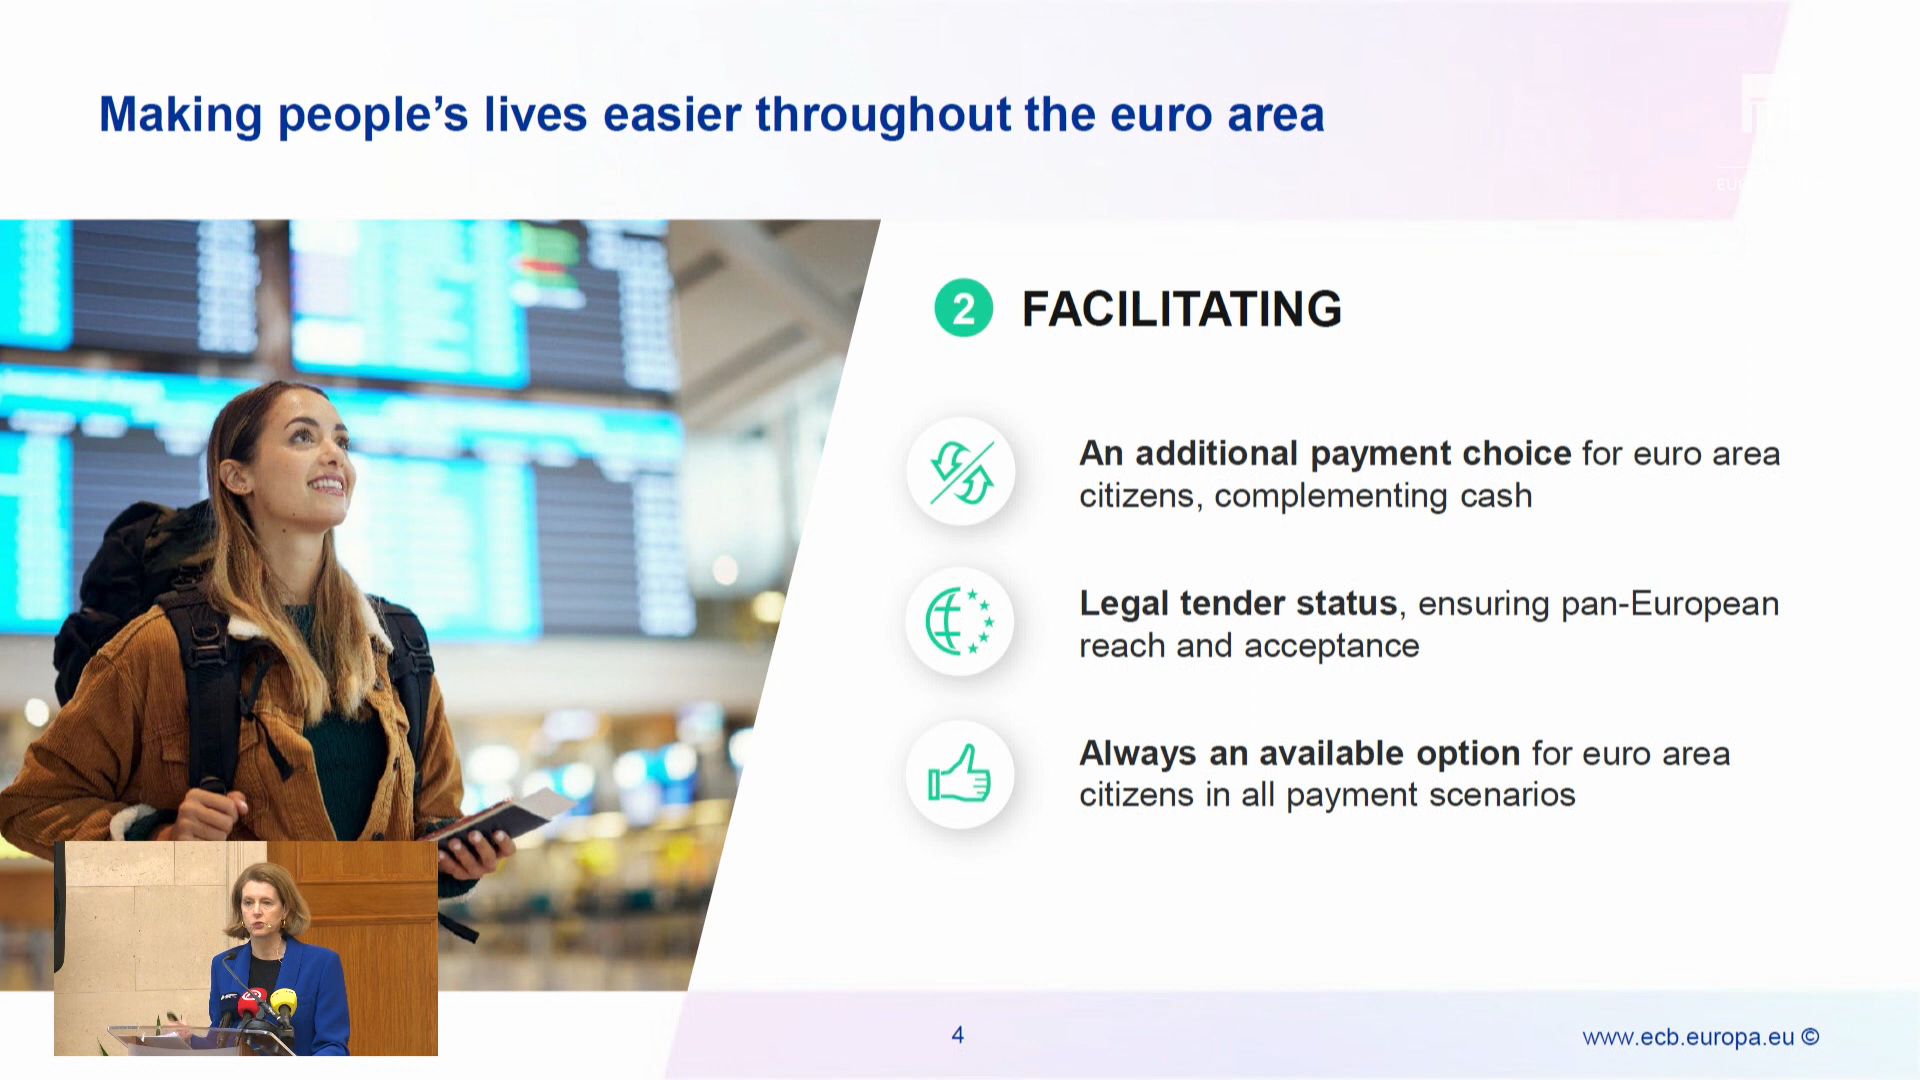 Making people’s lives easier throughout the euro area
2 FACILITATING
An additional payment choice for euro area
citizens, complementing cash
Legal tender status, ensuring pan-European
reach and acceptance
Always an available option for euro area
citizens in all payment scenarios
4
www.ecb.europa.eu ©